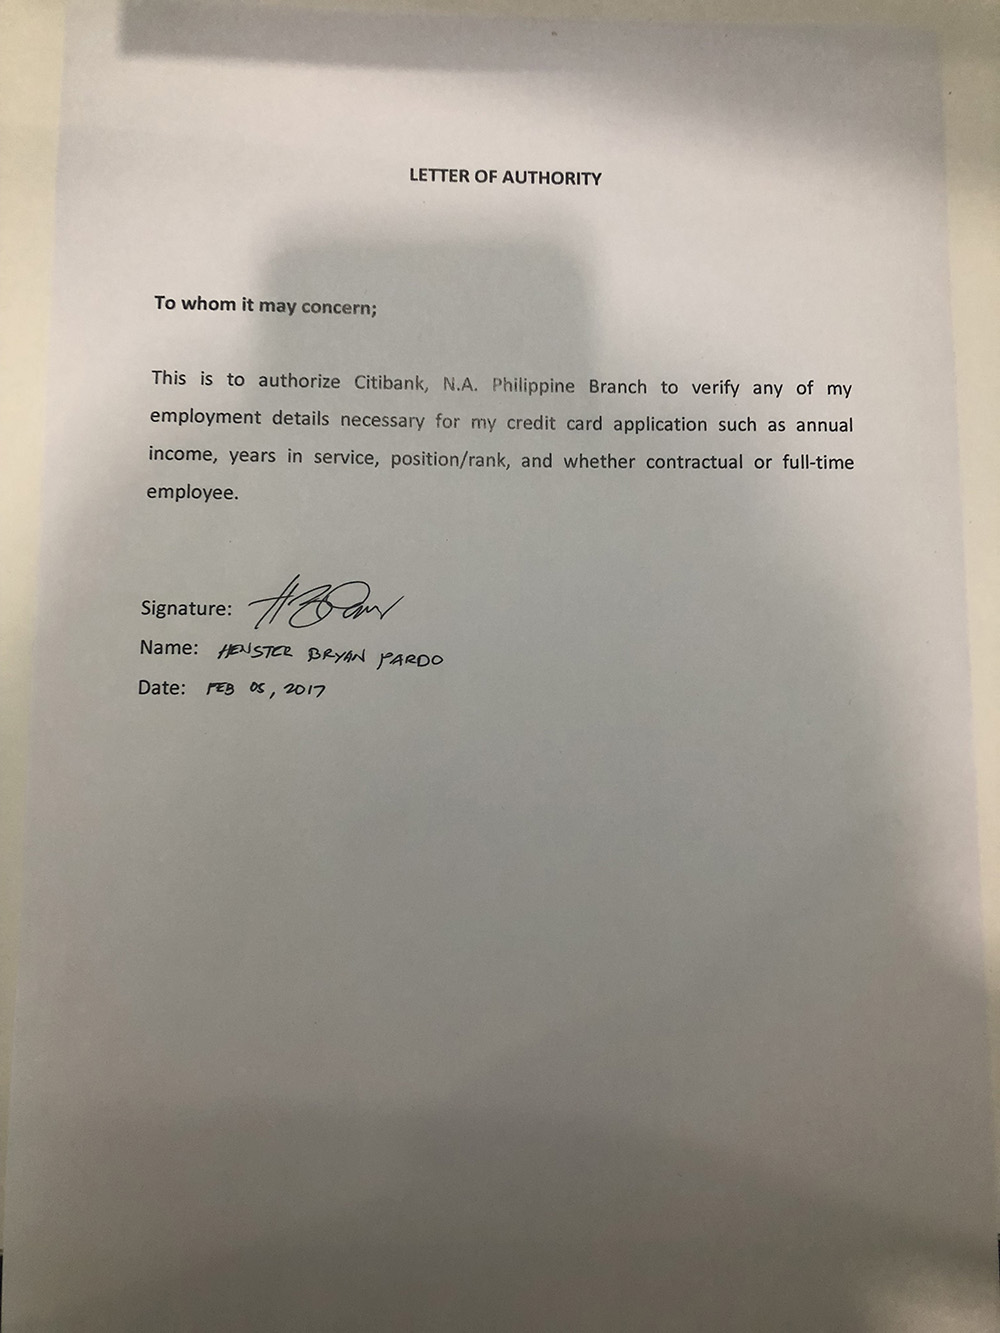 LETTER OF AUTHORITY
To whom it may concern;
This is to authorize Citibank, N.A. Philippine Branch to verify any of my
employment details necessary for my credit card application such as annual
income, years in service, position/rank, and whether contractual or full-time
employee.
Signature:
Name: HENSTER BRYAN PARDO
Date: FEB 05, 2017